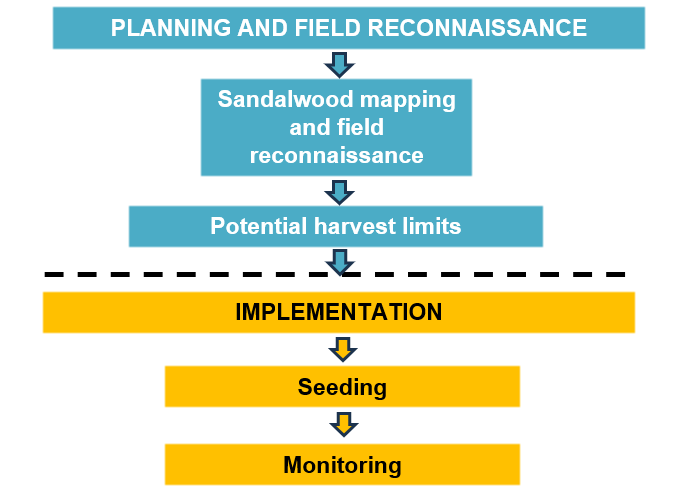 PLANNING AND FIELD RECONNAISSANCE
Sandalwood mapping
and field
reconnaissance
Potential harvest limits
IMPLEMENTATION
Seeding
Monitoring